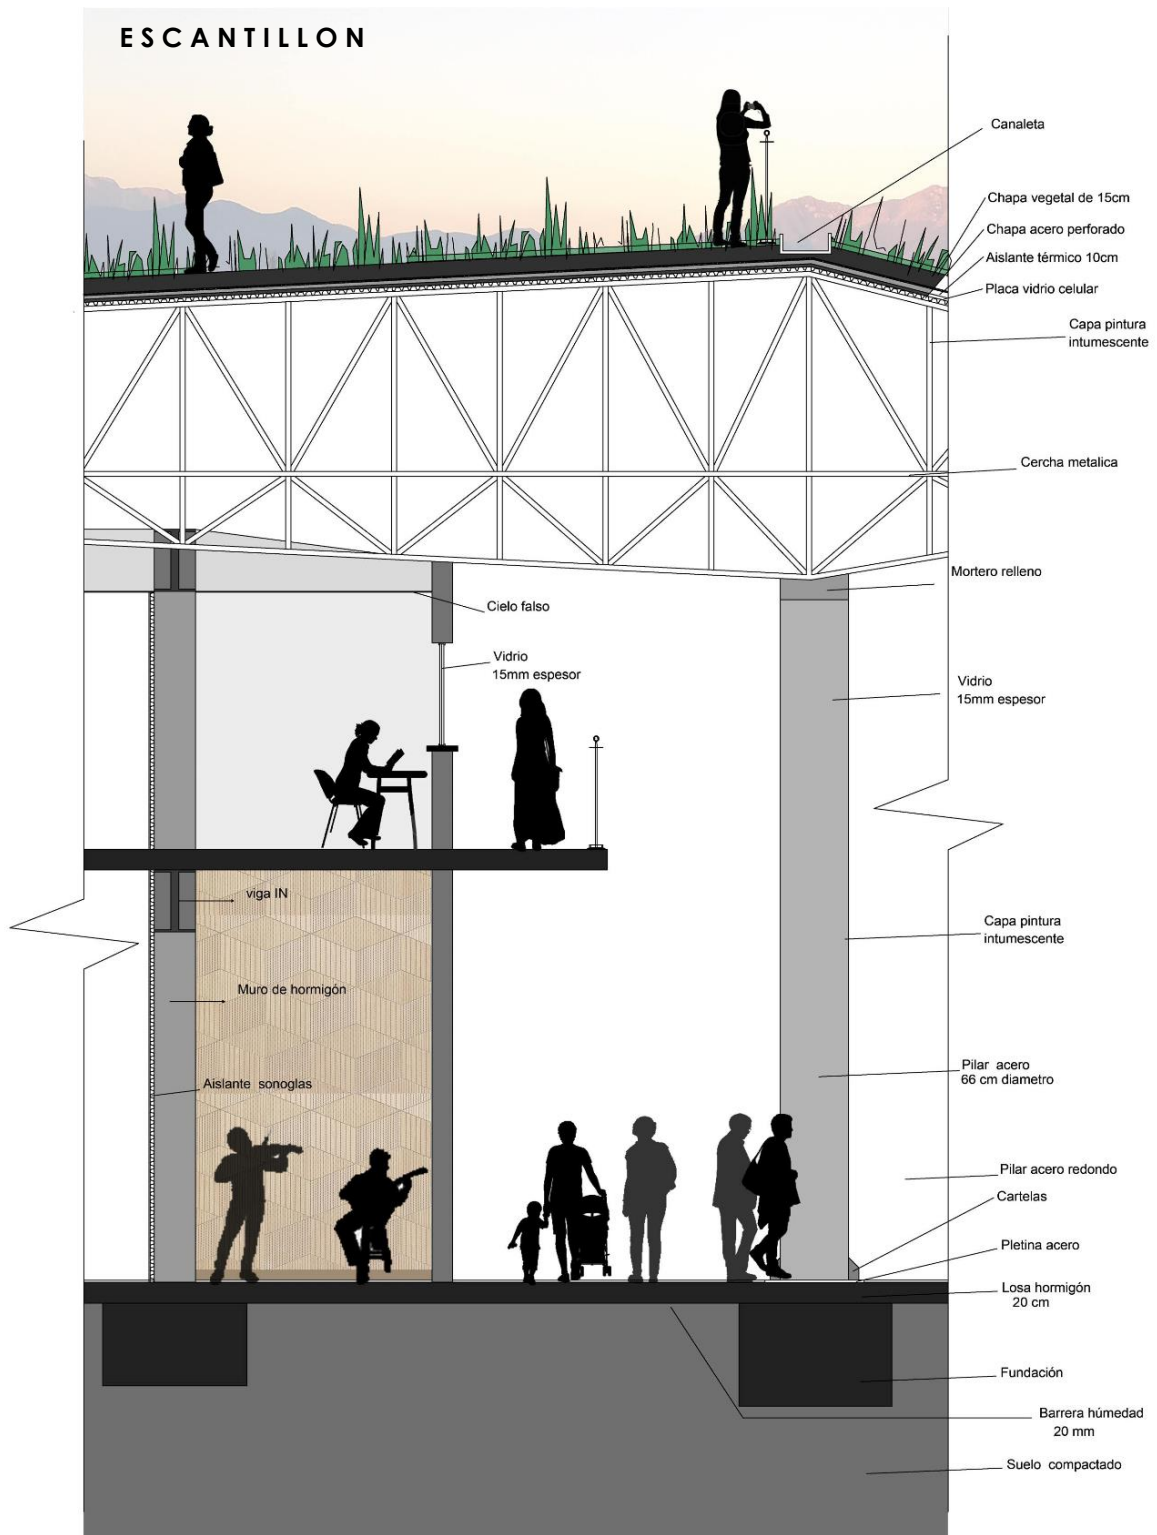 ESCANTILLON
Canaleta
Chapa vegetal de 15cm
Chapa acero perforado
Aislante térmico 10cm
Placa vidrio celular
Capa pintura
intumescente
Cercha metalica
Mortero relleno
Cielo falso
Vidrio
15mm espesor
Vidrio
15mm espesor
viga IN
Capa pintura
intumescente
Muro de hormigón
Pilar acero
66 cm diametro
Aislante sonoglas
Pilar acero redondo
Cartelas
Pletina acero
Losa hormigón
20 cm
Fundación
Barrera húmedad
20 mm
Suelo compactado